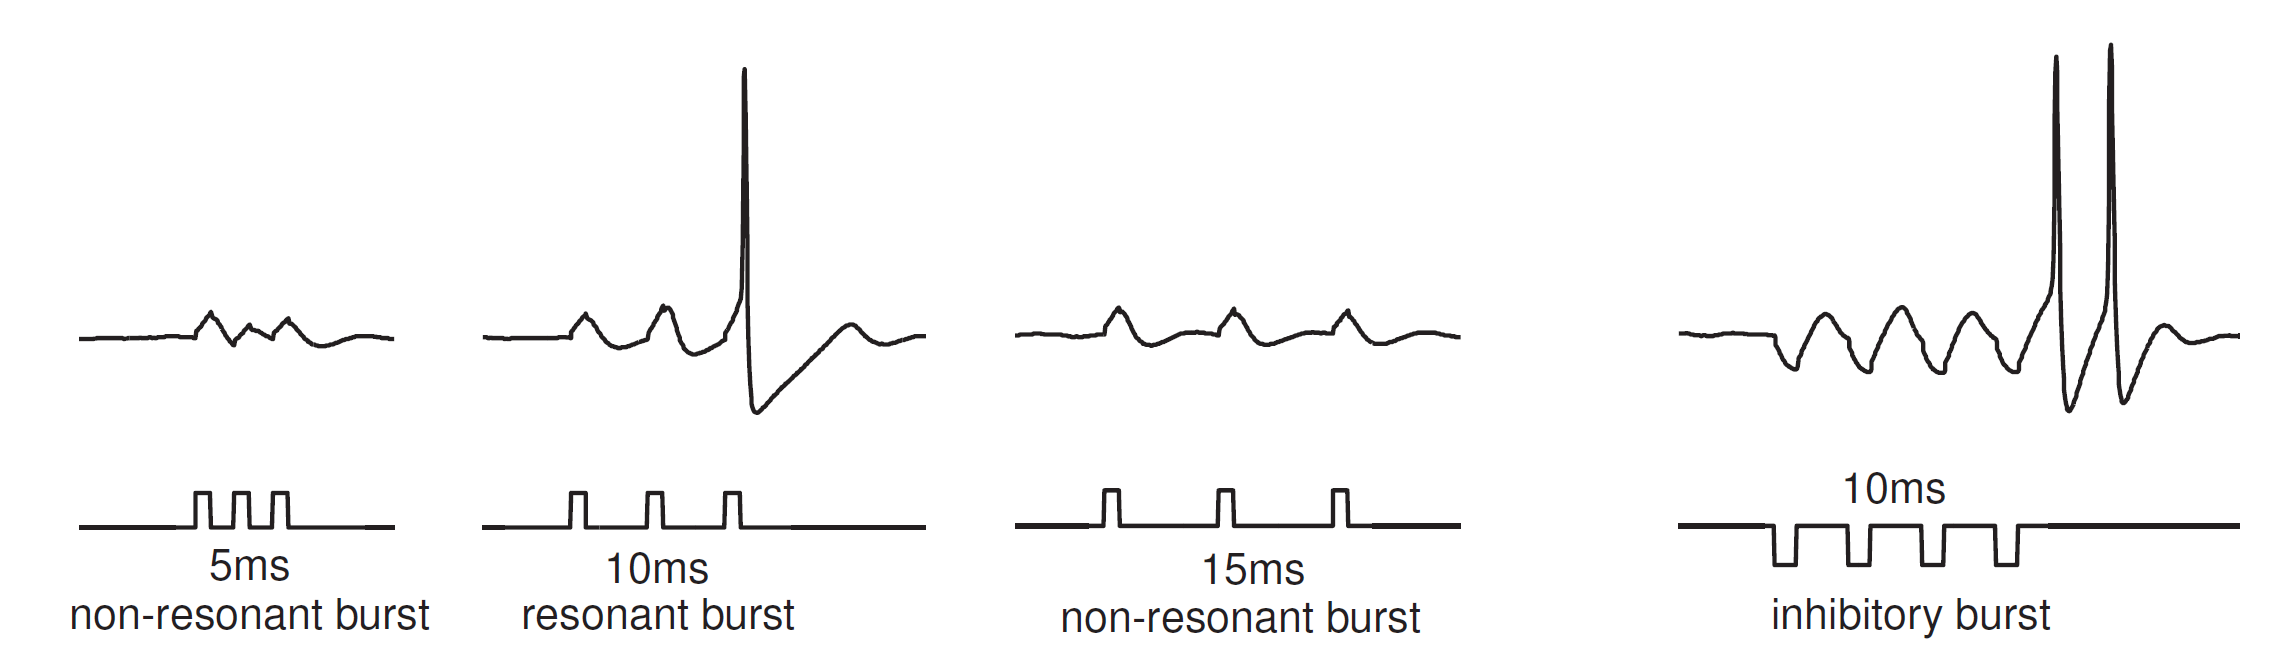 5ms
non-resonant burst
10ms
resonant burst
15ms
non-resonant burst
10ms
inhibitory burst